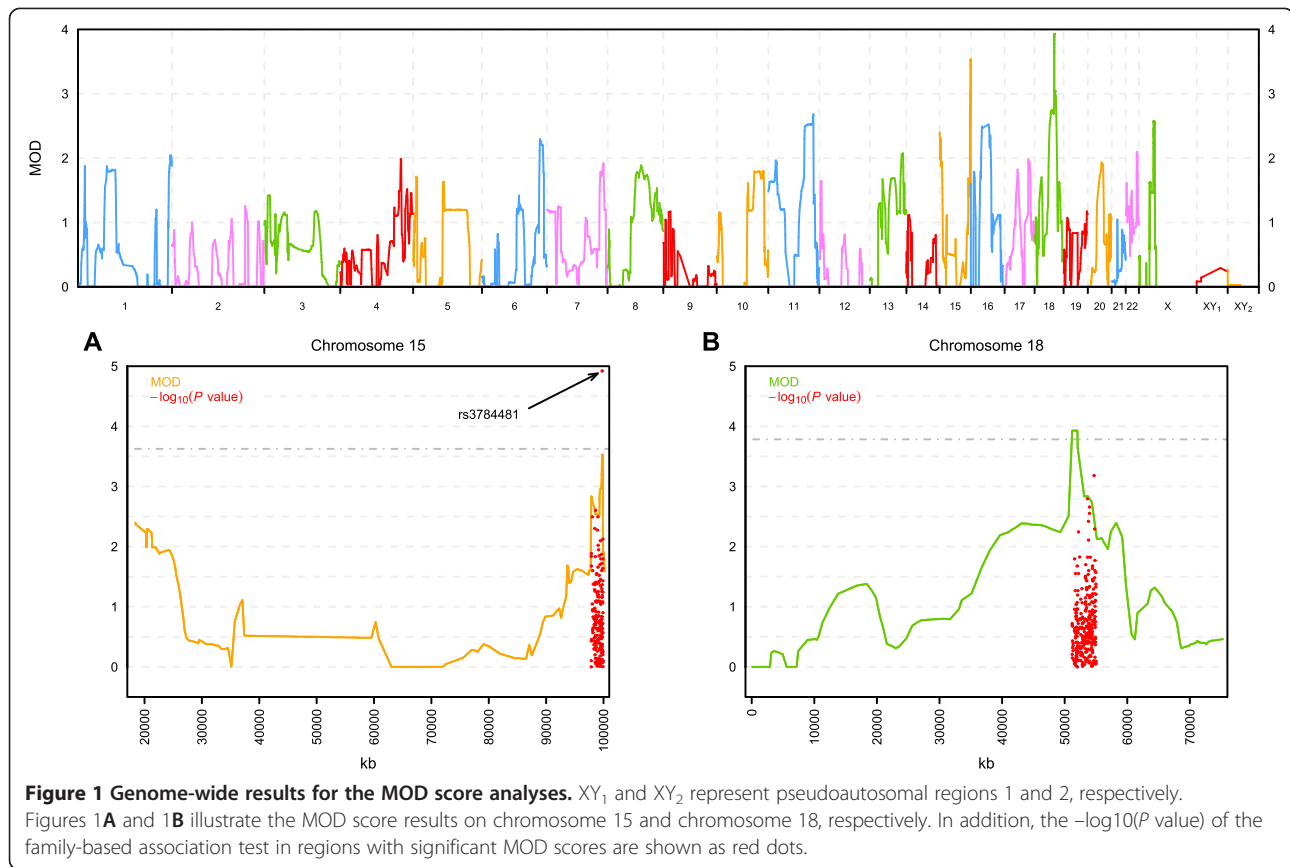 4
4
3
3
2
2
1
1
0
0
MOD
1 2 3 4 5 6 7 8 9 10 11 12 13 14 15 16 17 18 19 20 21 22 X XY₁ XY₂
A
Chromosome 15
MOD
−log₁₀(P value)
rs3784481
5
4
3
2
1
0
20000 30000 40000 50000 60000 70000 80000 90000 100000
kb
B
Chromosome 18
MOD
−log₁₀(P value)
5
4
3
2
1
0
0 10000 20000 30000 40000 50000 60000 70000
kb
Figure 1 Genome-wide results for the MOD score analyses. XY₁ and XY₂ represent pseudoautosomal regions 1 and 2, respectively.
Figures 1A and 1B illustrate the MOD score results on chromosome 15 and chromosome 18, respectively. In addition, the –log10(P value) of the
family-based association test in regions with significant MOD scores are shown as red dots.